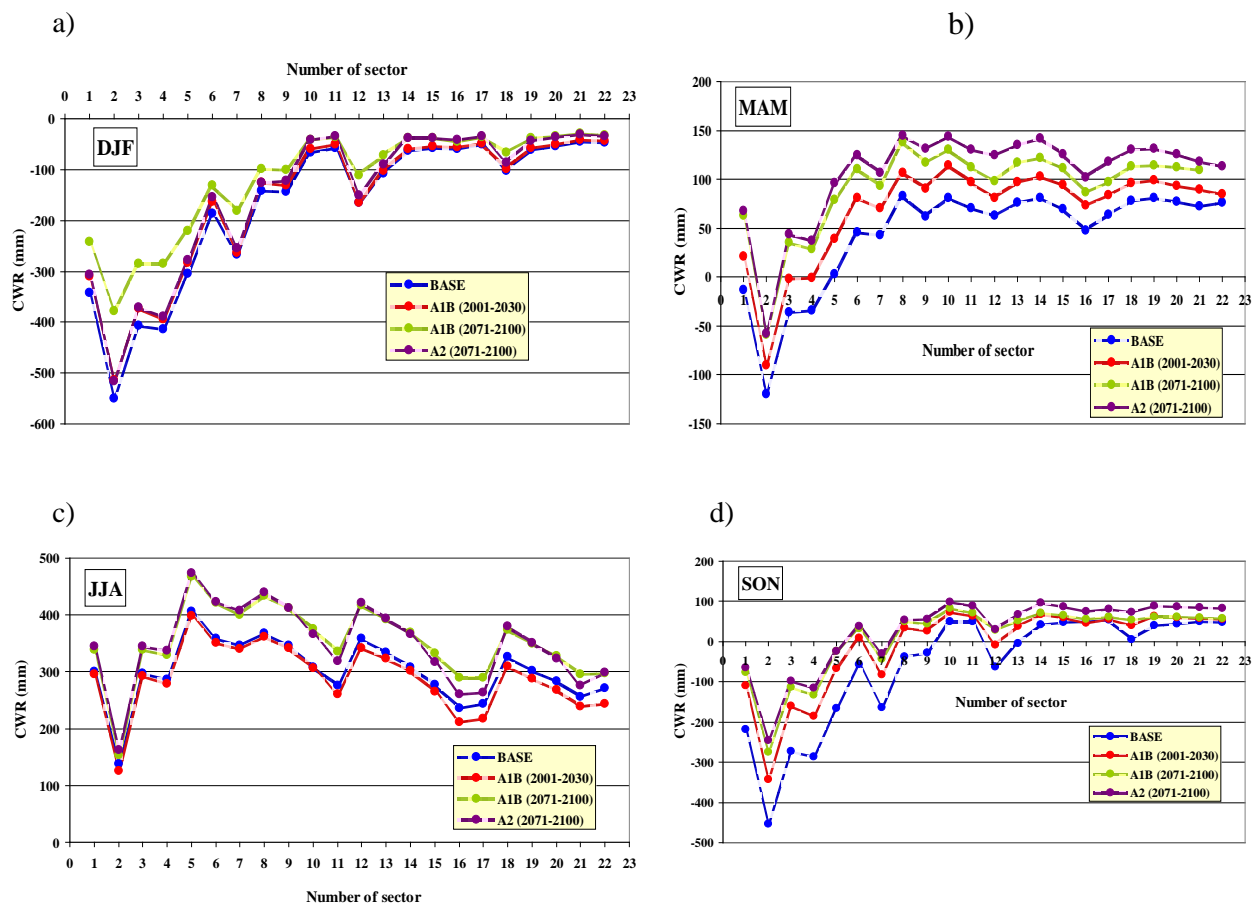 a)
Number of sector
0 1 2 3 4 5 6 7 8 9 10 11 12 13 14 15 16 17 18 19 20 21 22 23
0
-100
-200
-300
-400
-500
-600
CWR (mm)
DJF
BASE
A1B (2001-2030)
A1B (2071-2100)
A2 (2071-2100)
b)
200
150
100
50
0
-50
-100
-150
CWR (mm)
MAM
0 1 2 3 4 5 6 7 8 9 10 11 12 13 14 15 16 17 18 19 20 21 22 23
Number of sector
BASE
A1B (2001-2030)
A1B (2071-2100)
A2 (2071-2100)
c)
500
400
300
200
100
0
CWR (mm)
JJA
BASE
A1B (2001-2030)
A1B (2071-2100)
A2 (2071-2100)
0 1 2 3 4 5 6 7 8 9 10 11 12 13 14 15 16 17 18 19 20 21 22 23
Number of sector
d)
200
100
0
-100
-200
-300
-400
-500
CWR (mm)
SON
0 1 2 3 4 5 6 7 8 9 10 11 12 13 14 15 16 17 18 19 20 21 22 23
Number of sector
BASE
A1B (2001-2030)
A1B (2071-2100)
A2 (2071-2100)